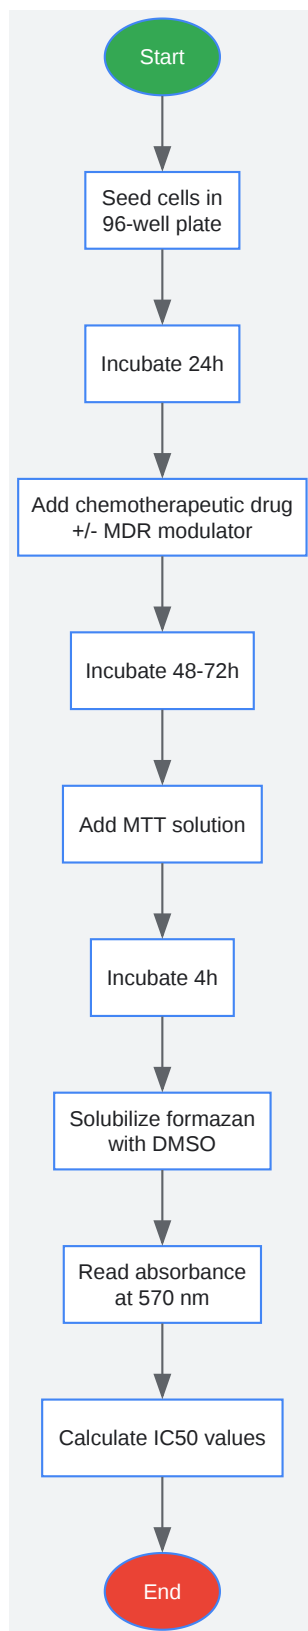 Start
Seed cells in
96-well plate
Incubate 24h
Add chemotherapeutic drug
+/- MDR modulator
Incubate 48-72h
Add MTT solution
Incubate 4h
Solubilize formazan
with DMSO
Read absorbance
at 570 nm
Calculate IC50 values
End